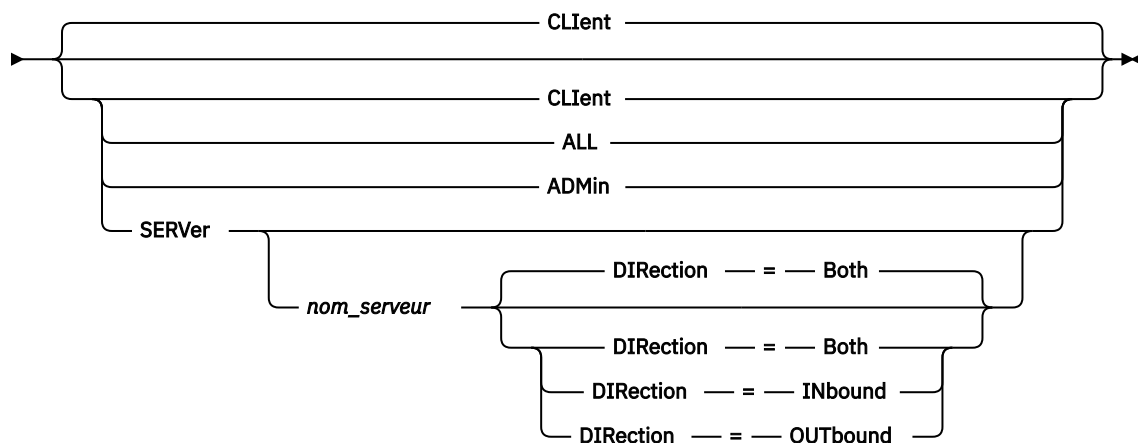 CLIent
CLIent
ALL
ADMin
SERVer
DIRection = Both
nom_serveur
DIRection = Both
DIRection = INbound
DIRection = OUTbound